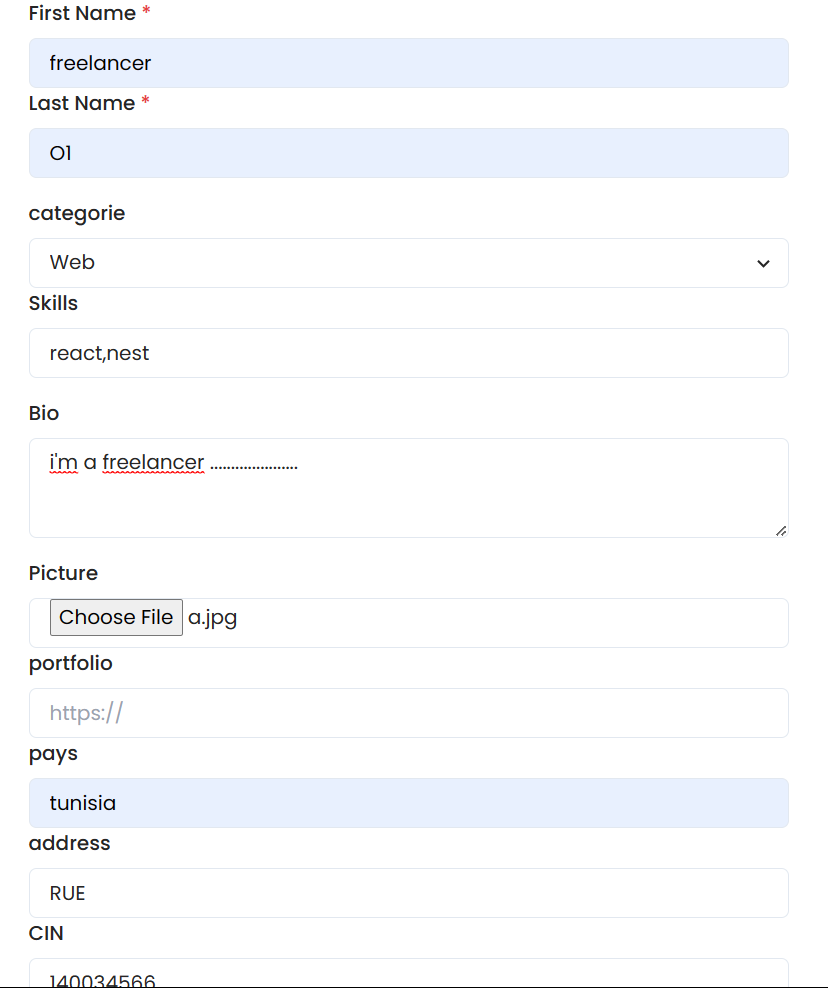 First Name *
freelancer
Last Name *
O1
categorie
Web
Skills
react,nest
Bio
i'm a freelancer .....................
Picture
Choose File a.jpg
portfolio
https://
pays
tunisia
address
RUE
CIN
140034566